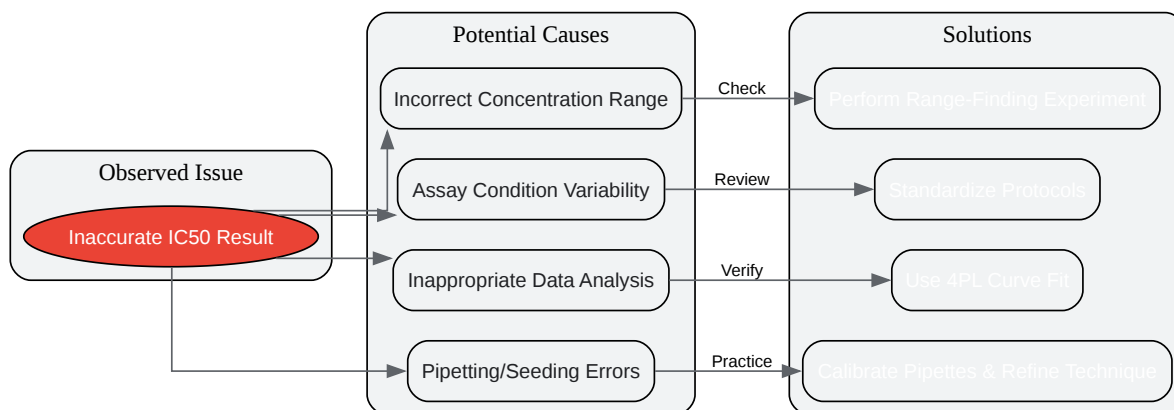 Potential Causes
Solutions
Incorrect Concentration Range
Check
Perform Range-Finding Experiment
Observed Issue
Assay Condition Variability
Review
Standardize Protocols
Inaccurate IC50 Result
Inappropriate Data Analysis
Verify
Use 4PL Curve Fit
Pipetting/Seeding Errors
Practice
Calibrate Pipettes & Refine Technique